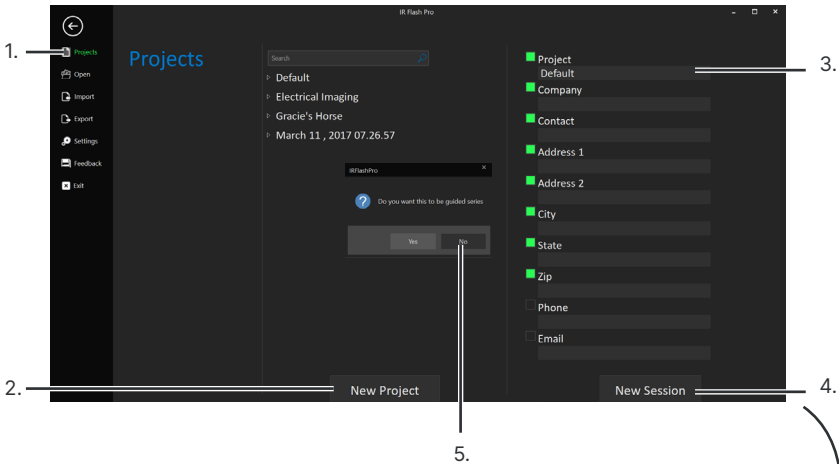 IR Flash Pro
1.
Projects
Open
Import
Export
Settings
Feedback
Exit
Projects
Search
Default
Electrical Imaging
Gracie's Horse
March 11 , 2017 07.26.57
IRFlashPro
Do you want this to be guided series
Yes
No
2.
New Project
5.
Project
Default
3.
Company
Contact
Address 1
Address 2
City
State
Zip
Phone
Email
New Session
4.